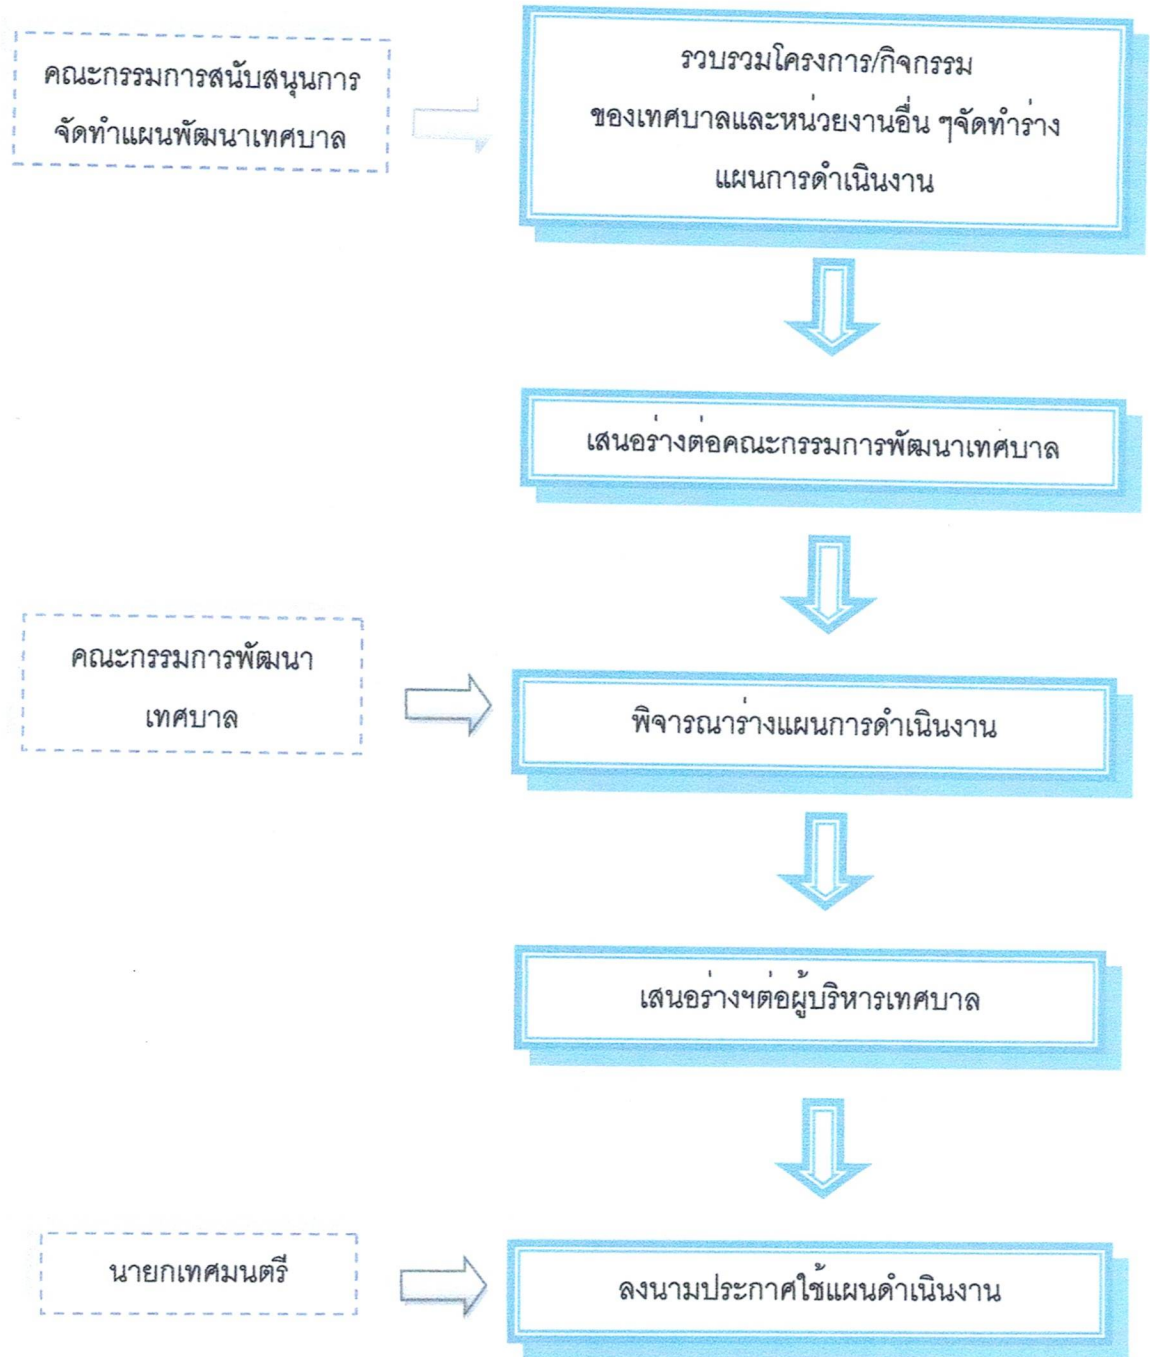 คณะกรรมการสนับสนุนการ
จัดทำแผนพัฒนาเทศบาล
รวบรวมโครงการ/กิจกรรม
ของเทศบาลและหน่วยงานอื่น ๆจัดทำร่าง
แผนการดำเนินงาน
เสนอร่างต่อคณะกรรมการพัฒนาเทศบาล
คณะกรรมการพัฒนา
เทศบาล
พิจารณาร่างแผนการดำเนินงาน
เสนอร่างฯต่อผู้บริหารเทศบาล
นายกเทศมนตรี
ลงนามประกาศใช้แผนดำเนินงาน